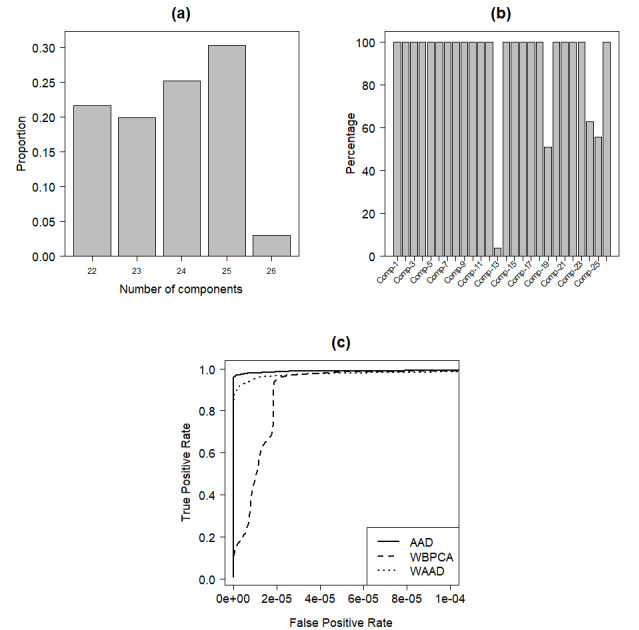 (a)
Proportion
0.30
0.25
0.20
0.15
0.10
0.05
0.00
22 23 24 25 26
Number of components
(b)
Percentage
100
80
60
40
20
0
Comp-1 Comp-3 Comp-5 Comp-7 Comp-9 Comp-11 Comp-13 Comp-15 Comp-17 Comp-19 Comp-21 Comp-23 Comp-25
(c)
True Positive Rate
1.0
0.8
0.6
0.4
0.2
0.0
AAD
WBPCA
WAAD
0e+00 2e-05 4e-05 6e-05 8e-05 1e-04
False Positive Rate